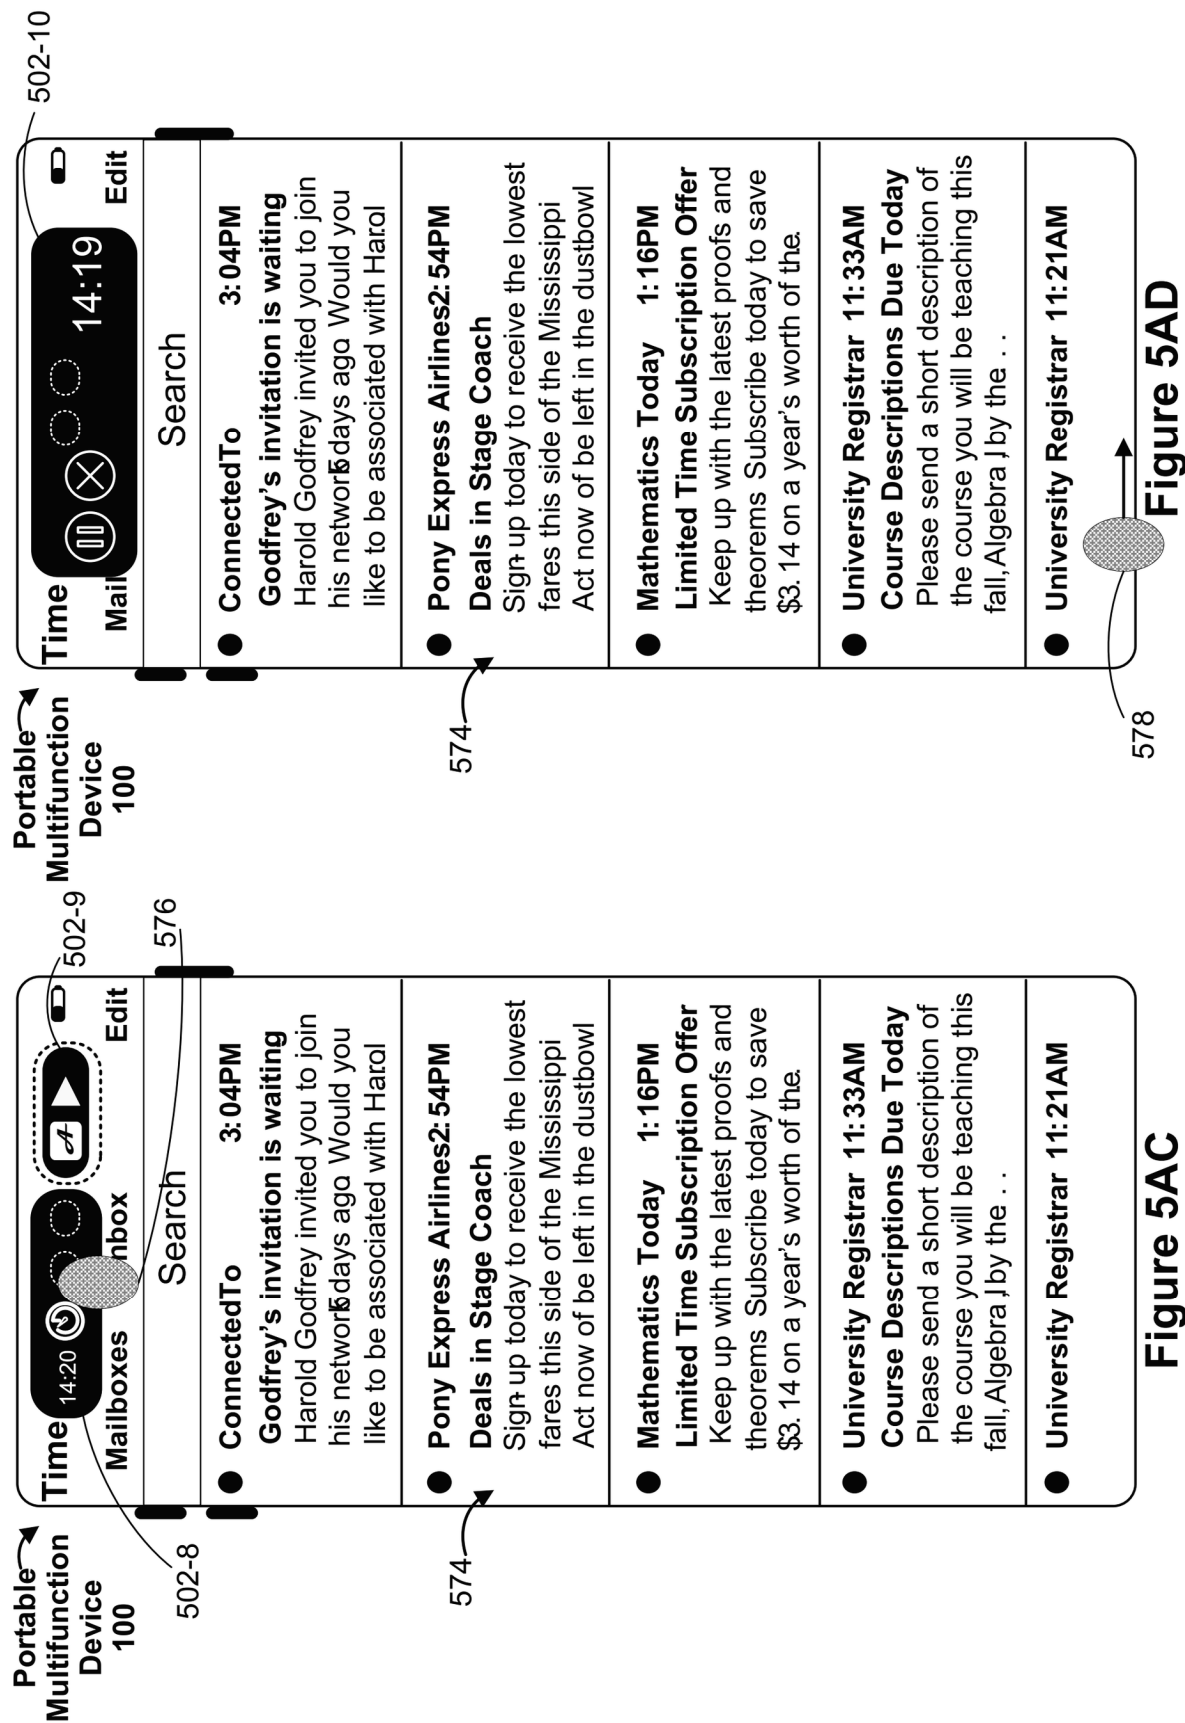 Portable
Multifunction
Device
100
502-8
502-9
576
574
Time
14:20
Mailboxes
nbox
Edit
Search
ConnectedTo 3:04PM
Godfrey's invitation is waiting
Harold Godfrey invited you to join
his network 5 days ago. Would you
like to be associated with Harol
Pony Express Airlines 2:54PM
Deals in Stage Coach
Sign up today to receive the lowest
fares this side of the Mississippi
Act now of be left in the dustbowl
Mathematics Today 1:16PM
Limited Time Subscription Offer
Keep up with the latest proofs and
theorems Subscribe today to save
$3.14 on a year's worth of the.
University Registrar 11:33AM
Course Descriptions Due Today
Please send a short description of
the course you will be teaching this
fall, Algebra I, by the . .
University Registrar 11:21AM
Figure 5AC
Portable
Multifunction
Device
100
502-10
574
578
Time
14:19
Mail
Edit
Search
ConnectedTo 3:04PM
Godfrey's invitation is waiting
Harold Godfrey invited you to join
his network 5 days ago. Would you
like to be associated with Harol
Pony Express Airlines 2:54PM
Deals in Stage Coach
Sign up today to receive the lowest
fares this side of the Mississippi
Act now of be left in the dustbowl
Mathematics Today 1:16PM
Limited Time Subscription Offer
Keep up with the latest proofs and
theorems Subscribe today to save
$3.14 on a year's worth of the.
University Registrar 11:33AM
Course Descriptions Due Today
Please send a short description of
the course you will be teaching this
fall, Algebra I, by the . .
University Registrar 11:21AM
Figure 5AD